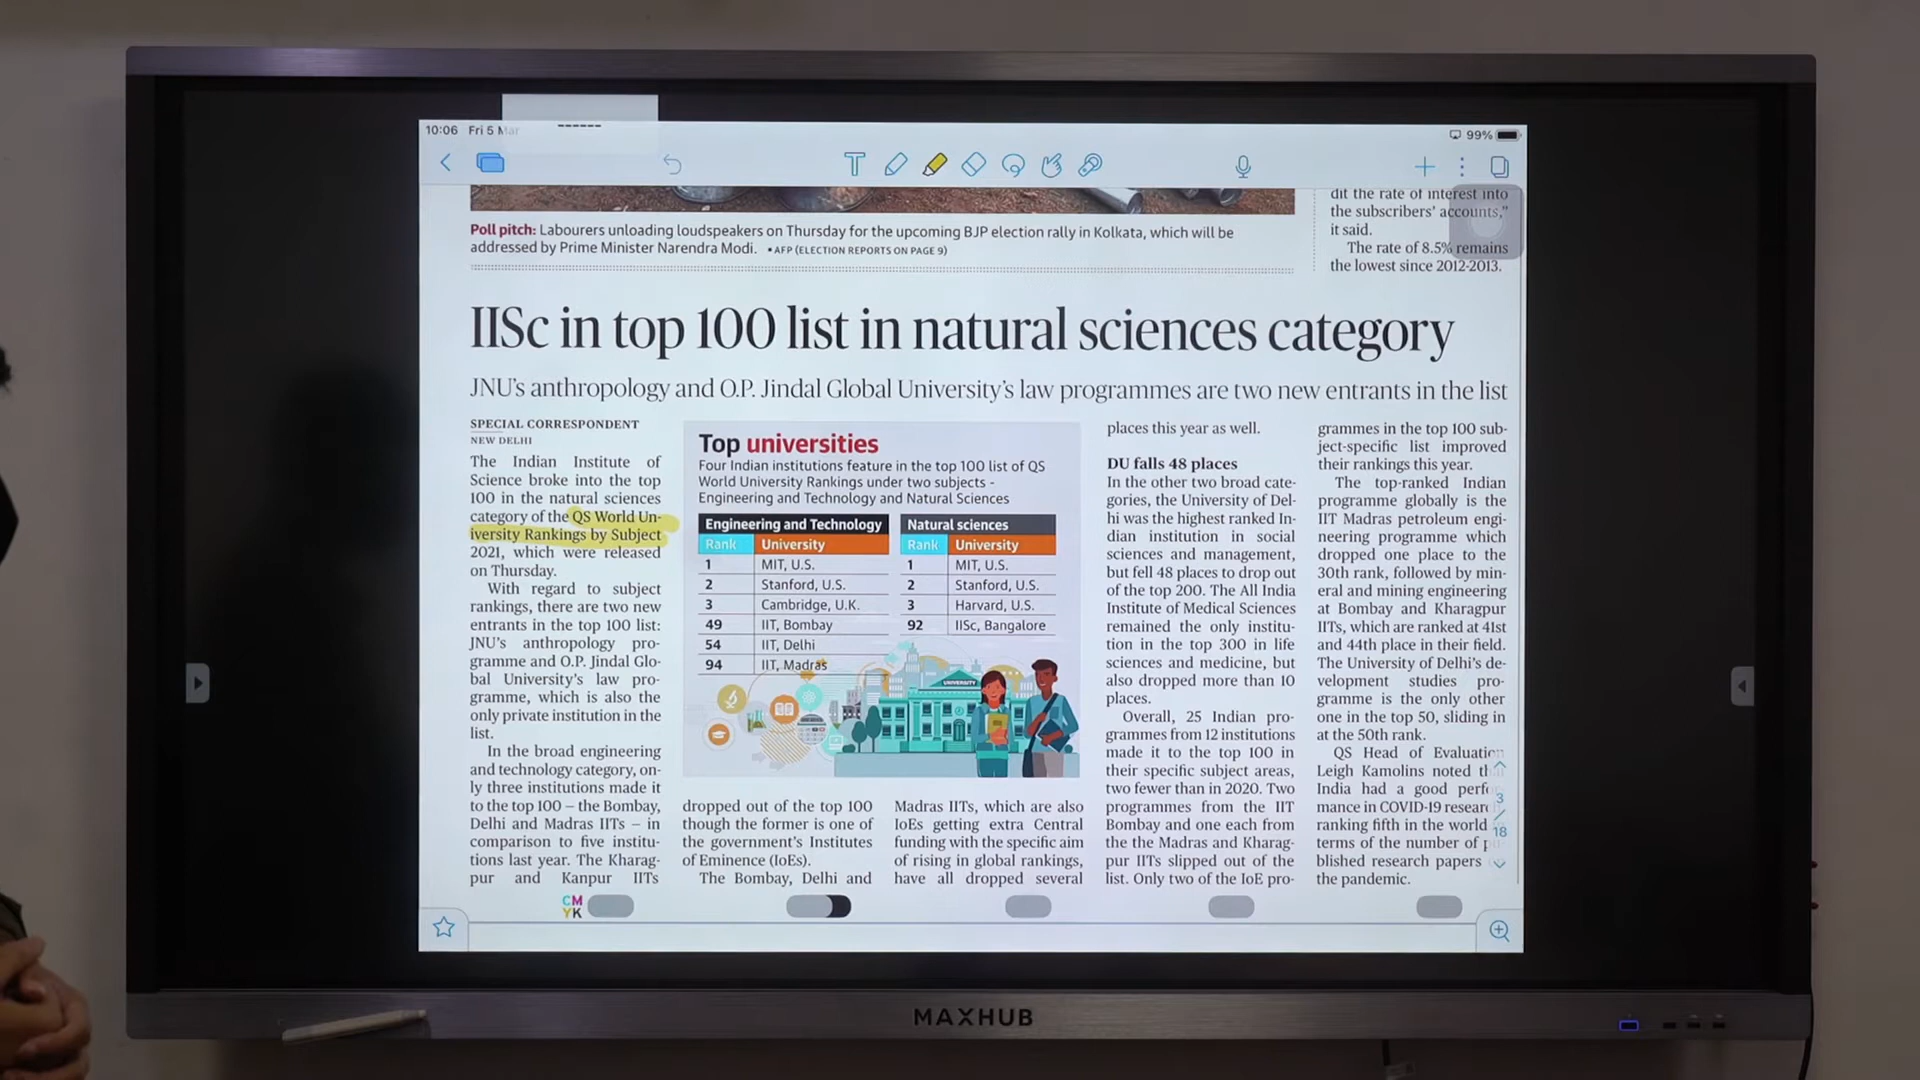 10:06 Fri 5 Mar
99%
T
Poll pitch: Labourers unloading loudspeakers on Thursday for the upcoming BJP election rally in Kolkata, which will be
addressed by Prime Minister Narendra Modi. • AFP (ELECTION REPORTS ON PAGE 9)
dit the rate of interest into
the subscribers' accounts,"
it said.
The rate of 8.5% remains
the lowest since 2012-2013.
IISc in top 100 list in natural sciences category
JNU's anthropology and O.P. Jindal Global University's law programmes are two new entrants in the list
SPECIAL CORRESPONDENT
NEW DELHI
The Indian Institute of
Science broke into the top
100 in the natural sciences
category of the QS World Un-
iversity Rankings by Subject
2021, which were released
on Thursday.
With regard to subject
rankings, there are two new
entrants in the top 100 list:
JNU's anthropology pro-
gramme and O.P. Jindal Glo-
bal University's law pro-
gramme, which is also the
only private institution in the
list.
In the broad engineering
and technology category, on-
ly three institutions made it
to the top 100 – the Bombay,
Delhi and Madras IITs – in
comparison to five institu-
tions last year. The Kharag-
pur and Kanpur IITs
Top universities
Four Indian institutions feature in the top 100 list of QS
World University Rankings under two subjects -
Engineering and Technology and Natural Sciences
Engineering and Technology
Rank University
1 MIT, U.S.
2 Stanford, U.S.
3 Cambridge, U.K.
49 IIT, Bombay
54 IIT, Delhi
94 IIT, Madras
Natural sciences
Rank University
1 MIT, U.S.
2 Stanford, U.S.
3 Harvard, U.S.
92 IISc, Bangalore
UNIVERSITY
dropped out of the top 100
though the former is one of
the government's Institutes
of Eminence (IoEs).
The Bombay, Delhi and
Madras IITs, which are also
IoEs getting extra Central
funding with the specific aim
of rising in global rankings,
have all dropped several
places this year as well.
DU falls 48 places
In the other two broad cate-
gories, the University of Del-
hi was the highest ranked In-
dian institution in social
sciences and management,
but fell 48 places to drop out
of the top 200. The All India
Institute of Medical Sciences
remained the only institu-
tion in the top 300 in life
sciences and medicine, but
also dropped more than 10
places.
Overall, 25 Indian pro-
grammes from 12 institutions
made it to the top 100 in
their specific subject areas,
two fewer than in 2020. Two
programmes from the IIT
Bombay and one each from
the the Madras and Kharag-
pur IITs slipped out of the
list. Only two of the IoE pro-
grammes in the top 100 sub-
ject-specific list improved
their rankings this year.
The top-ranked Indian
programme globally is the
IIT Madras petroleum engi-
neering programme which
dropped one place to the
30th rank, followed by min-
eral and mining engineering
at Bombay and Kharagpur
IITs, which are ranked at 41st
and 44th place in their field.
The University of Delhi's de-
velopment studies pro-
gramme is the only other
one in the top 50, sliding in
at the 50th rank.
QS Head of Evaluation
Leigh Kamolins noted th
India had a good perfo
mance in COVID-19 researc
ranking fifth in the world
terms of the number of p
blished research papers
the pandemic.
3
/
18
CM
YK
MAXHUB